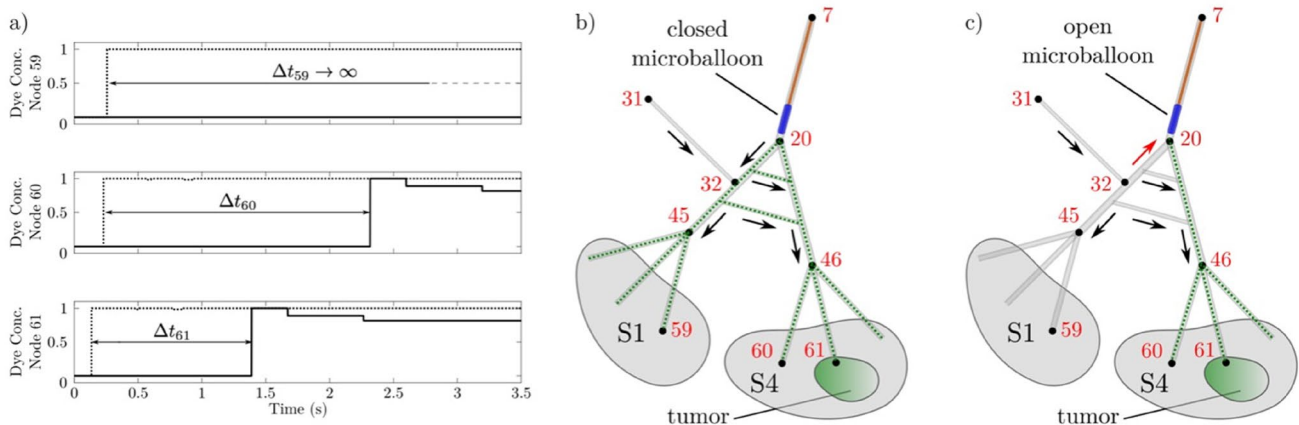 a)
Dye Conc.
Node 59
1
0.5
0
Δt59 → ∞
Dye Conc.
Node 60
1
0.5
0
Δt60
Dye Conc.
Node 61
1
0.5
0
Δt61
0 0.5 1 1.5 2 2.5 3 3.5
Time (s)
b)
closed
microballoon
7
31
20
32
45
46
59
S1
60
61
S4
tumor
c)
open
microballoon
7
31
20
32
45
46
59
S1
60
61
S4
tumor